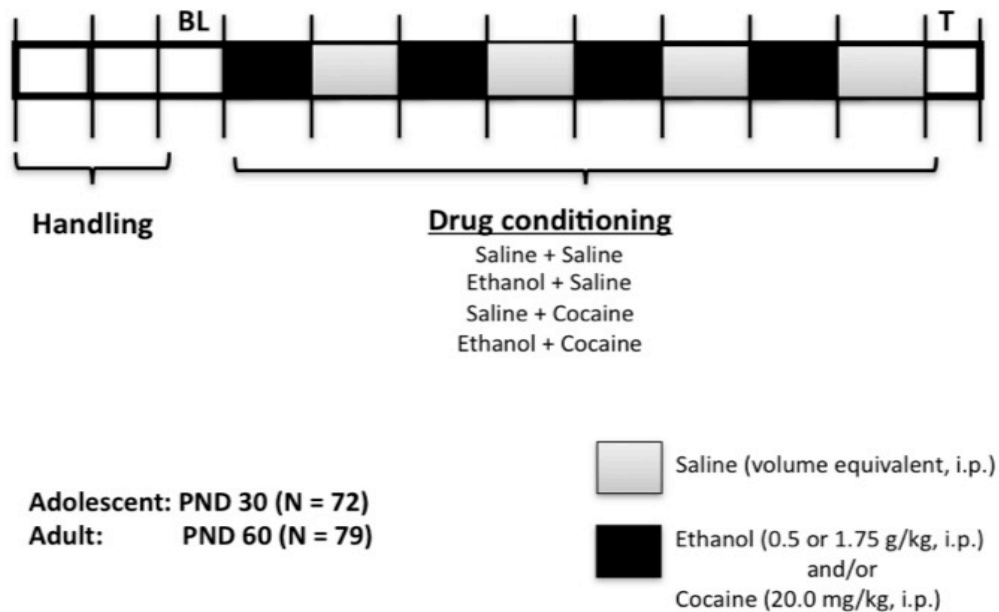 BL
T
Handling
Drug conditioning
Saline + Saline
Ethanol + Saline
Saline + Cocaine
Ethanol + Cocaine
Saline (volume equivalent, i.p.)
Adolescent: PND 30 (N = 72)
Adult: PND 60 (N = 79)
Ethanol (0.5 or 1.75 g/kg, i.p.)
and/or
Cocaine (20.0 mg/kg, i.p.)